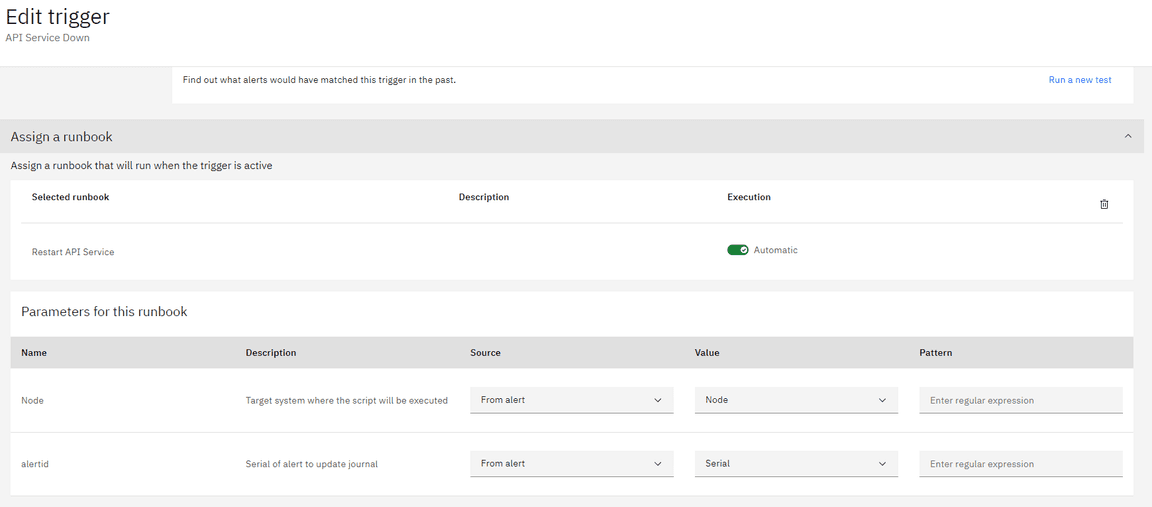 Edit trigger
API Service Down
Find out what alerts would have matched this trigger in the past. Run a new test
Assign a runbook
Assign a runbook that will run when the trigger is active
Selected runbook Description Execution
Restart API Service Automatic
Parameters for this runbook
Name Description Source Value Pattern
Node Target system where the script will be executed From alert Node Enter regular expression
alertid Serial of alert to update journal From alert Serial Enter regular expression